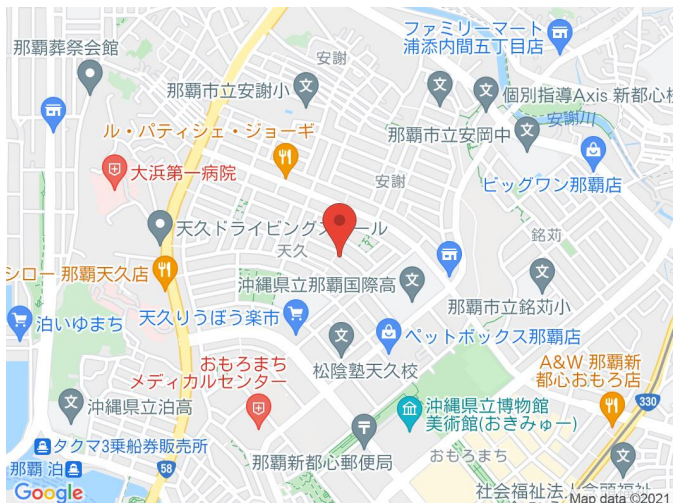 ファミリーマート
浦添内間五丁目店
那覇葬祭会館
安謝
那覇市立安謝小
個別指導Axis 新都心校
安謝川
ル・パティシェ・ジョーギ
那覇市立安岡中
大浜第一病院
安謝
ビッグワン那覇店
天久ドライビングスクール
銘苅
天久
シロー 那覇天久店
沖縄県立那覇国際高
那覇市立銘苅小
泊いゆまち
天久りうぼう楽市
ペットボックス那覇店
松陰塾天久校
おもろまち
メディカルセンター
A&W 那覇新
都心おもろ店
330
沖縄県立泊高
沖縄県立博物館
美術館(おきみゅー)
タクマ3乗船券販売所
那覇新都心郵便局
おもろまち
那覇 泊
58
Google
Map data ©2021